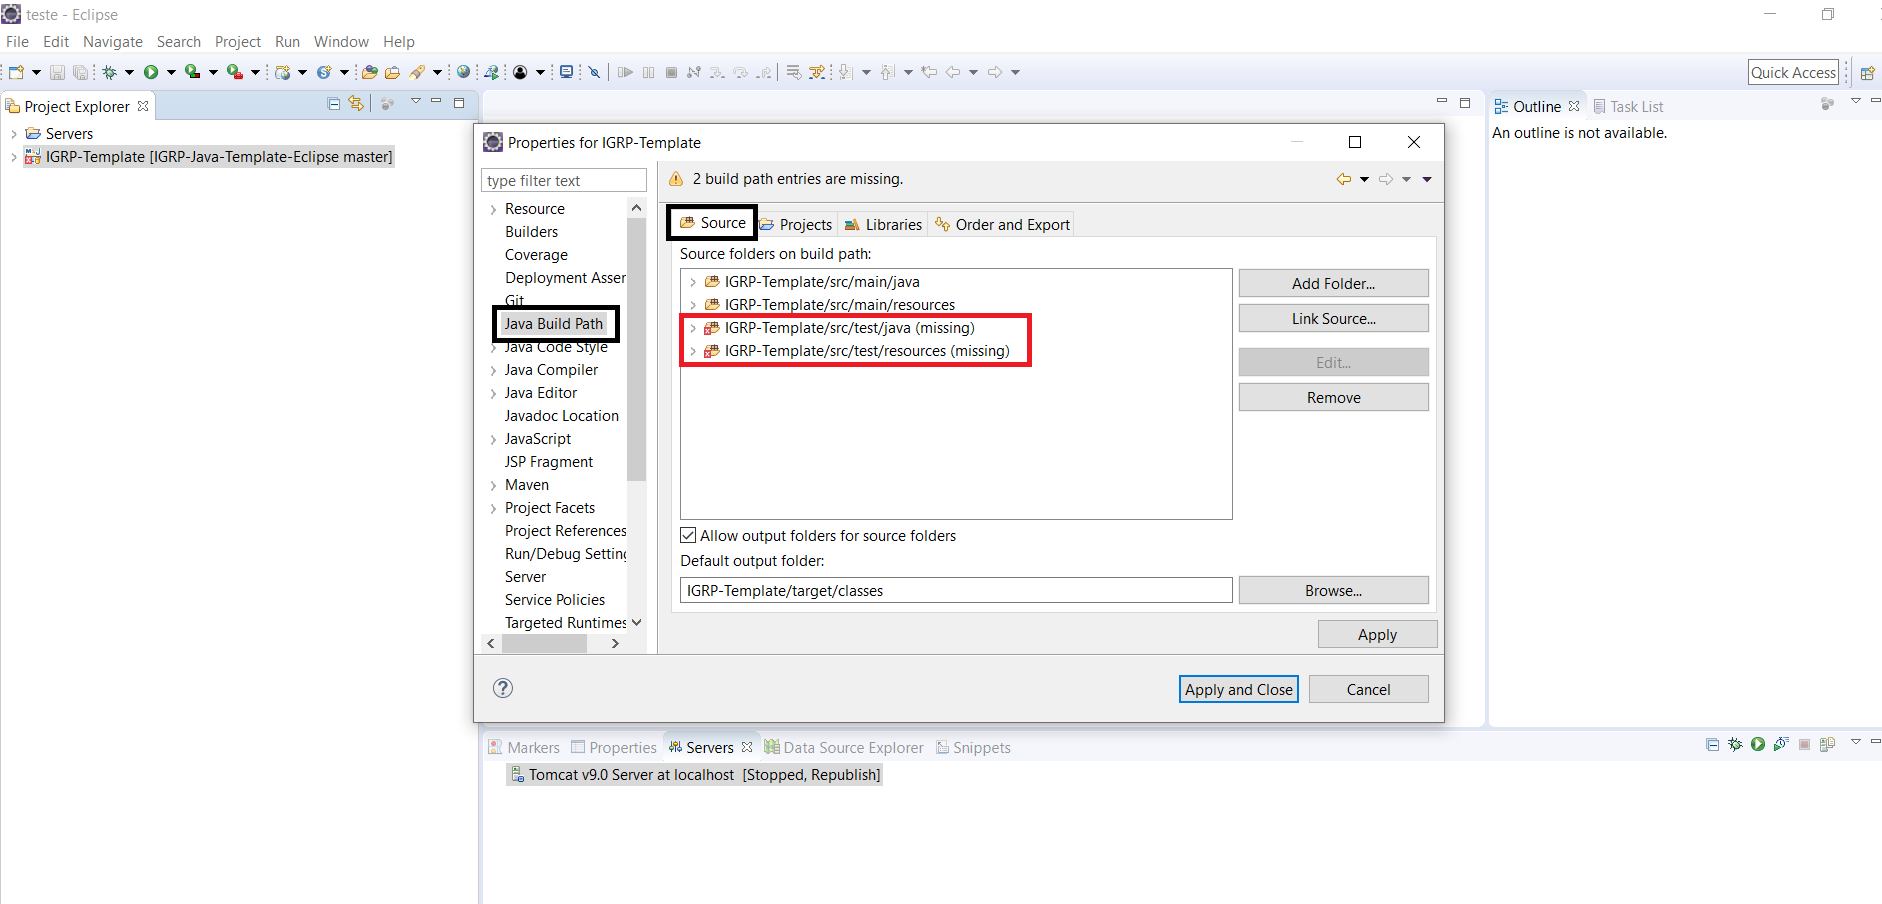 teste - Eclipse
File Edit Navigate Search Project Run Window Help
Quick Access
Project Explorer
Servers
IGRP-Template [IGRP-Java-Template-Eclipse master]
Outline Task List
An outline is not available.
Properties for IGRP-Template
type filter text
Resource
Builders
Coverage
Deployment Asser
Git
Java Build Path
Java Code Style
Java Compiler
Java Editor
Javadoc Location
JavaScript
JSP Fragment
Maven
Project Facets
Project References
Run/Debug Setting
Server
Service Policies
Targeted Runtimes
2 build path entries are missing.
Source Projects Libraries Order and Export
Source folders on build path:
IGRP-Template/src/main/java
IGRP-Template/src/main/resources
IGRP-Template/src/test/java (missing)
IGRP-Template/src/test/resources (missing)
Add Folder...
Link Source...
Edit...
Remove
Allow output folders for source folders
Default output folder:
IGRP-Template/target/classes
Browse...
Apply
Apply and Close Cancel
Markers Properties Servers Data Source Explorer Snippets
Tomcat v9.0 Server at localhost [Stopped, Republish]